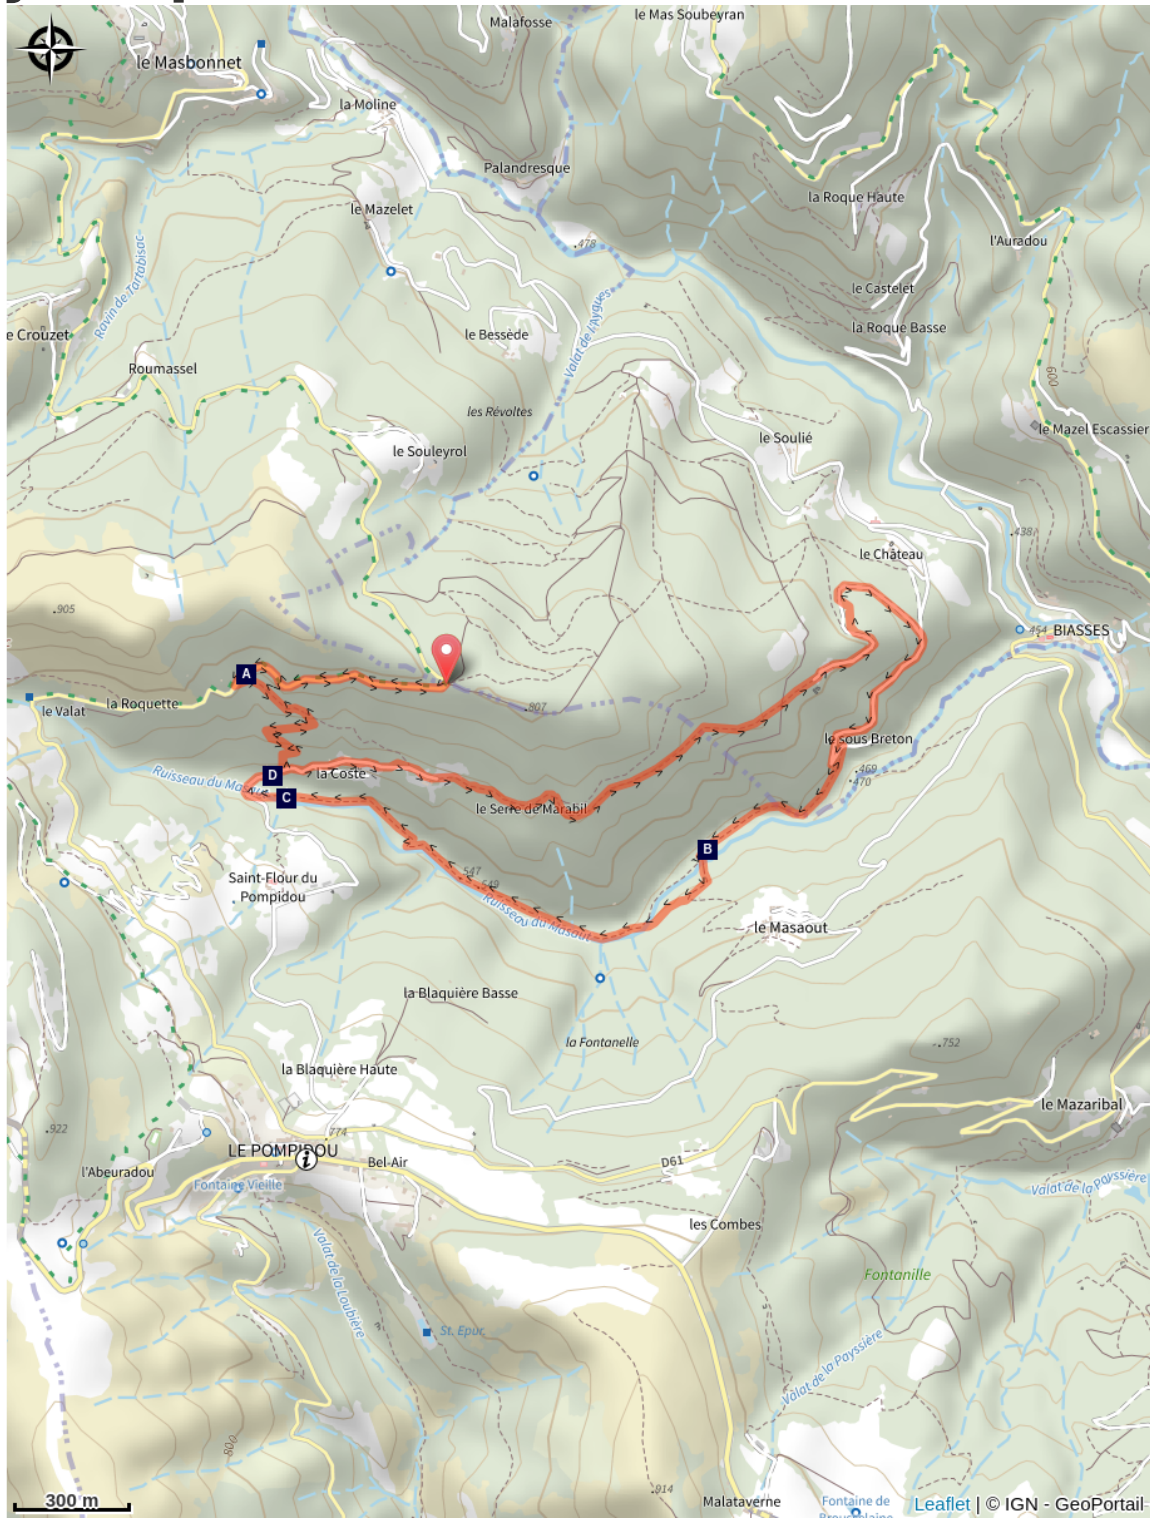 Malafosse
le Mas Soubeyran
le Masbonnet
la Moline
Palandresque
la Roque Haute
le Mazelet
478
l'Auradou
Ravin de Tartabisac
le Castelet
Valat de l'Aygues
la Roque Basse
e Crouzet
le Bessède
Roumassel
600
les Révoltes
le Mazel Escassier
le Soulié
le Souleyrol
438
le Château
905
454
BIASSES
A
la Roquette
le Valat
807
le sous Breton
D
la Coste
469
470
Ruisseau du Ma
C
le Serre de Marabil
B
547
549
Saint-Flour du
Pompidou
Ruisseau du Masaut
le Masaout
la Blaquière Basse
la Fontanelle
752
la Blaquière Haute
le Mazaribal
922
774
LE POMPIDOU
i
Bel-Air
D61
l'Abeuradou
Fontaine Vieille
Valat de la Payssière
les Combes
Valat de la Loubière
Fontanille
St. Epur
Valat de la Payssière
800
914
300 m
Malataverne
Fontaine de
Leaflet | © IGN - GeoPortail